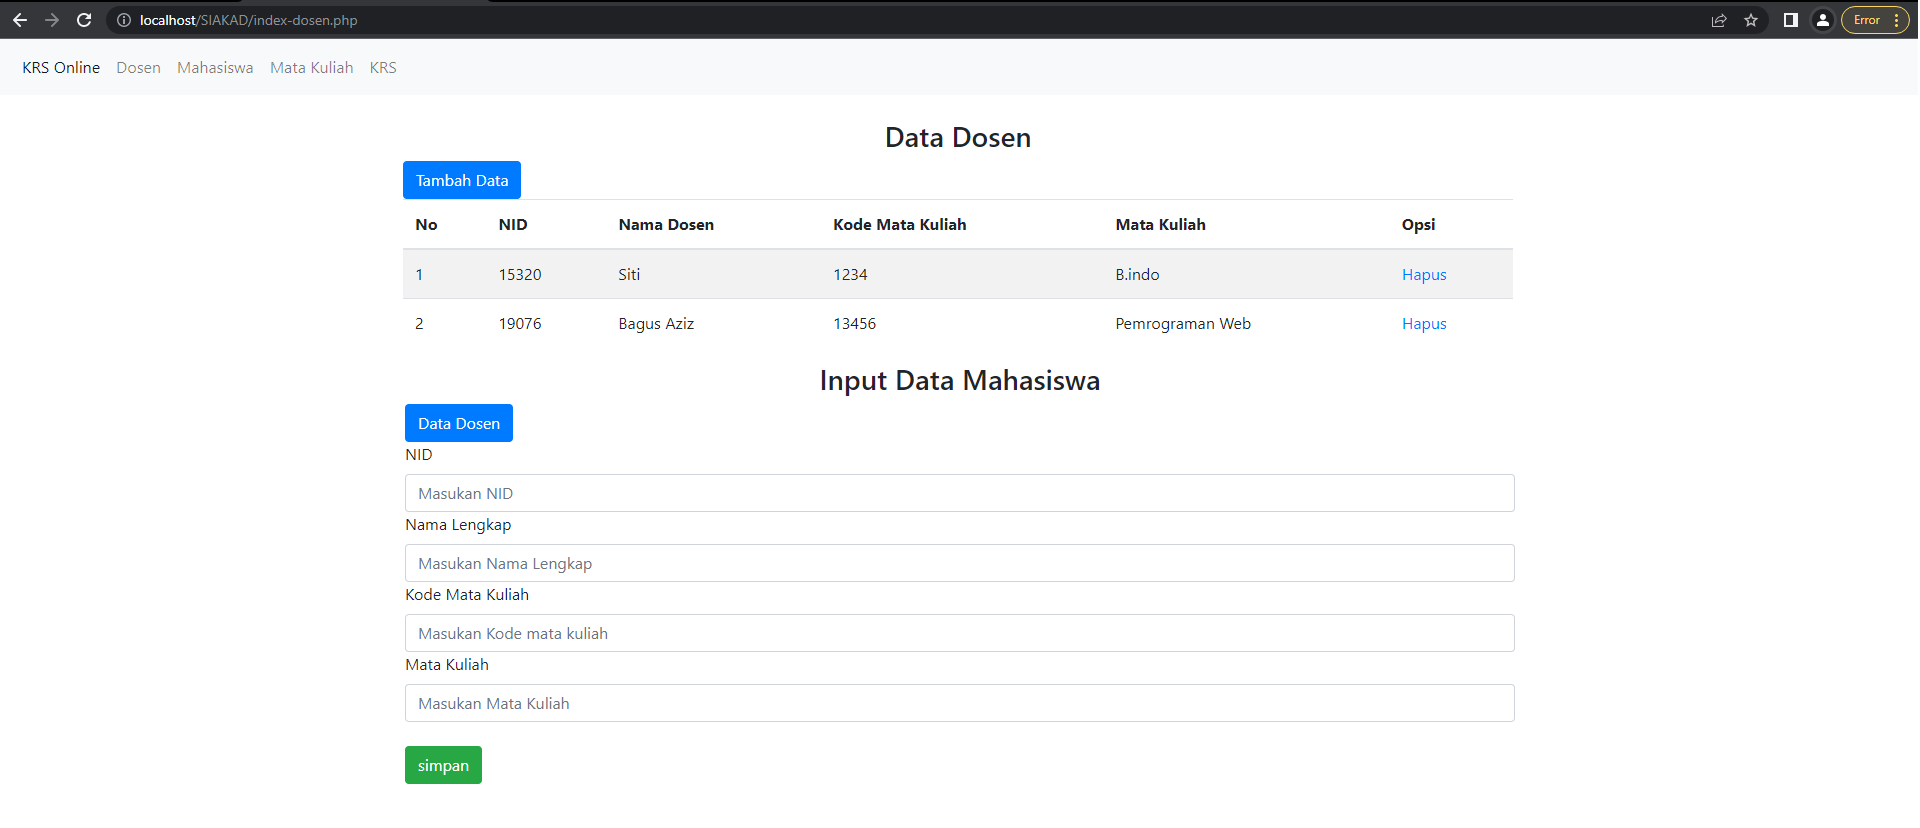 localhost/SIAKAD/index-dosen.php Error
KRS Online Dosen Mahasiswa Mata Kuliah KRS
Data Dosen
Tambah Data
No NID Nama Dosen Kode Mata Kuliah Mata Kuliah Opsi
1 15320 Siti 1234 B.indo Hapus
2 19076 Bagus Aziz 13456 Pemrograman Web Hapus
Input Data Mahasiswa
Data Dosen
NID
Masukan NID
Nama Lengkap
Masukan Nama Lengkap
Kode Mata Kuliah
Masukan Kode mata kuliah
Mata Kuliah
Masukan Mata Kuliah
simpan